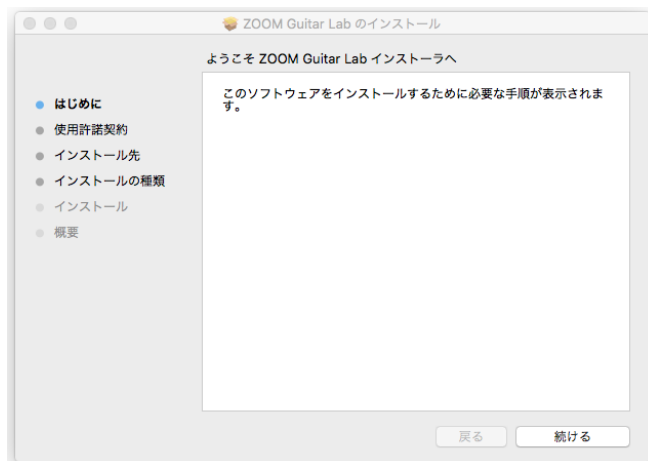 ZOOM Guitar Lab のインストール
ようこそ ZOOM Guitar Lab インストーラへ
はじめに
使用許諾契約
インストール先
インストールの種類
インストール
概要
このソフトウェアをインストールするために必要な手順が表示されま
す。
戻る
続ける